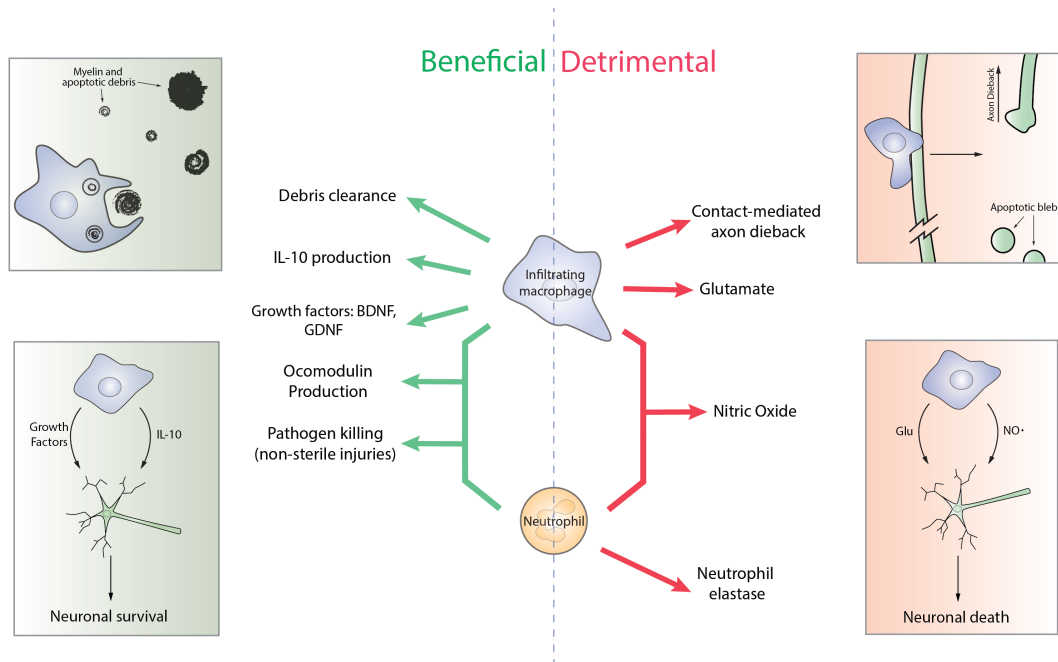 Beneficial Detrimental
Myelin and
apoptotic debris
Debris clearance
IL-10 production
Growth factors: BDNF,
GDNF
Ocomodulin
Production
Pathogen killing
(non-sterile injuries)
Infiltrating
macrophage
Neutrophil
Contact-mediated
axon dieback
Glutamate
Nitric Oxide
Neutrophil
elastase
Axon Dieback
Apoptotic bleb
Growth
Factors
IL-10
Neuronal survival
Glu
NO·
Neuronal death